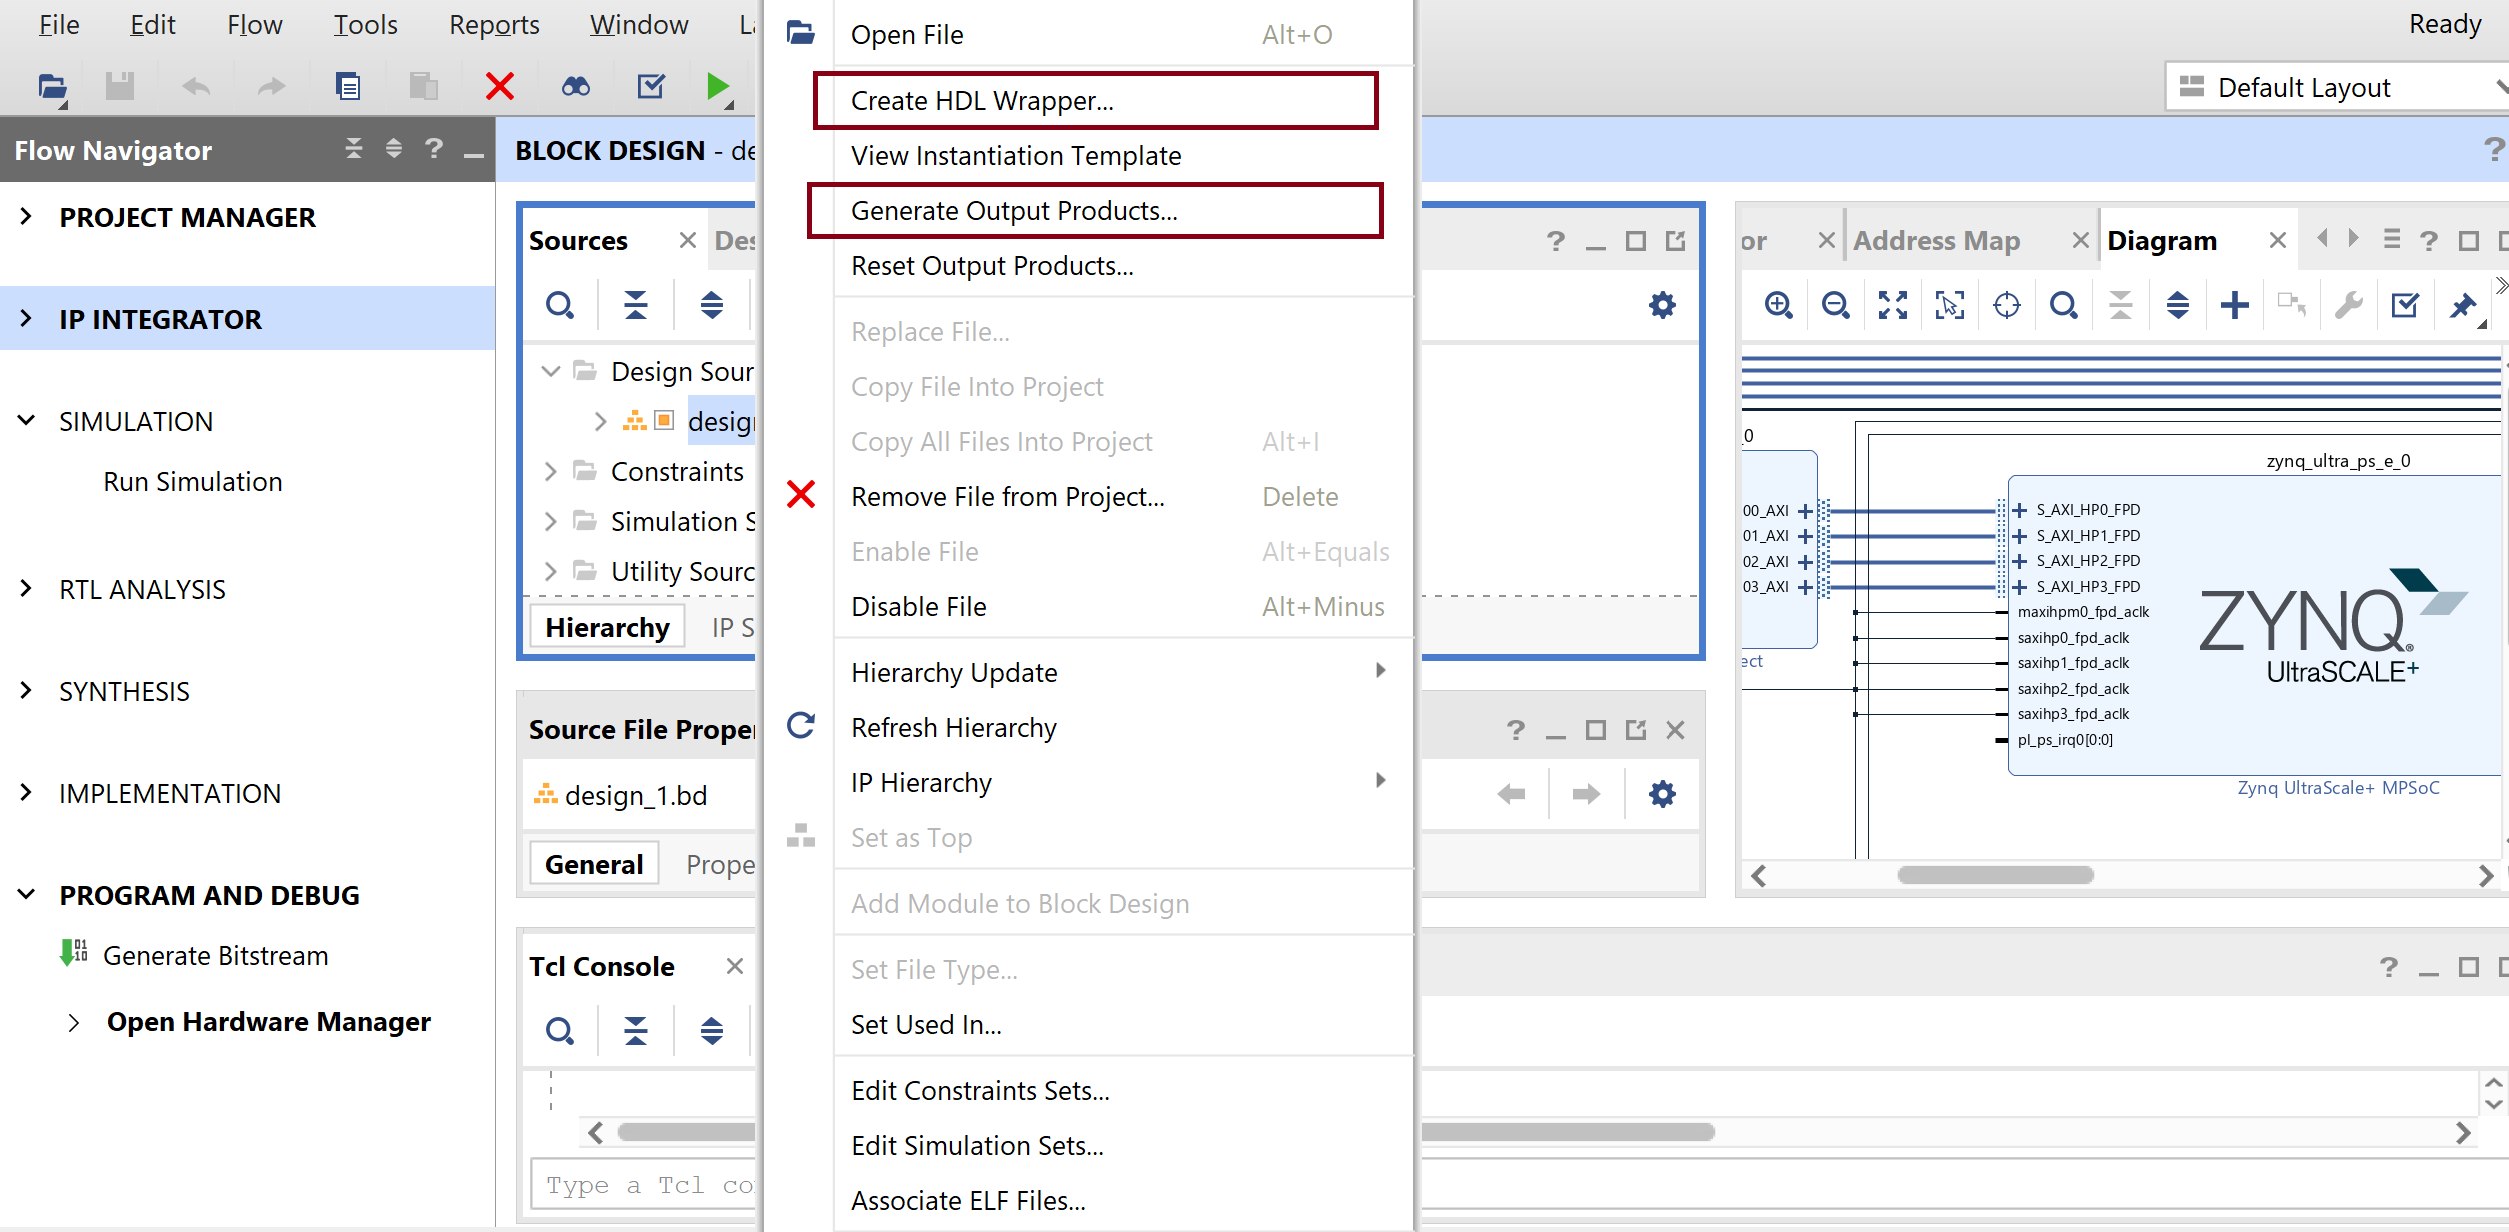 File Edit Flow Tools Reports Window
Ready
Default Layout
Flow Navigator ?
PROJECT MANAGER
IP INTEGRATOR
SIMULATION
Run Simulation
RTL ANALYSIS
SYNTHESIS
IMPLEMENTATION
PROGRAM AND DEBUG
Generate Bitstream
Open Hardware Manager
BLOCK DESIGN - de
?
Sources
Des
?
Design Sour
desig
Constraints
Simulation S
Utility Sourc
Hierarchy
IP S
Source File Proper
?
design_1.bd
General
Prope
Tcl Console
?
Type a Tcl co
Open File Alt+O
Create HDL Wrapper...
View Instantiation Template
Generate Output Products...
Reset Output Products...
Replace File...
Copy File Into Project
Copy All Files Into Project Alt+I
Remove File from Project... Delete
Enable File Alt+Equals
Disable File Alt+Minus
Hierarchy Update
Refresh Hierarchy
IP Hierarchy
Set as Top
Add Module to Block Design
Set File Type...
Set Used In...
Edit Constraints Sets...
Edit Simulation Sets...
Associate ELF Files...
or
Address Map
Diagram
?
_0
00_AXI
01_AXI
02_AXI
03_AXI
ect
zynq_ultra_ps_e_0
S_AXI_HP0_FPD
S_AXI_HP1_FPD
S_AXI_HP2_FPD
S_AXI_HP3_FPD
maxihpm0_fpd_aclk
saxihp0_fpd_aclk
saxihp1_fpd_aclk
saxihp2_fpd_aclk
saxihp3_fpd_aclk
pl_ps_irq0[0:0]
ZYNQ®
UltraSCALE+
Zynq UltraScale+ MPSoC